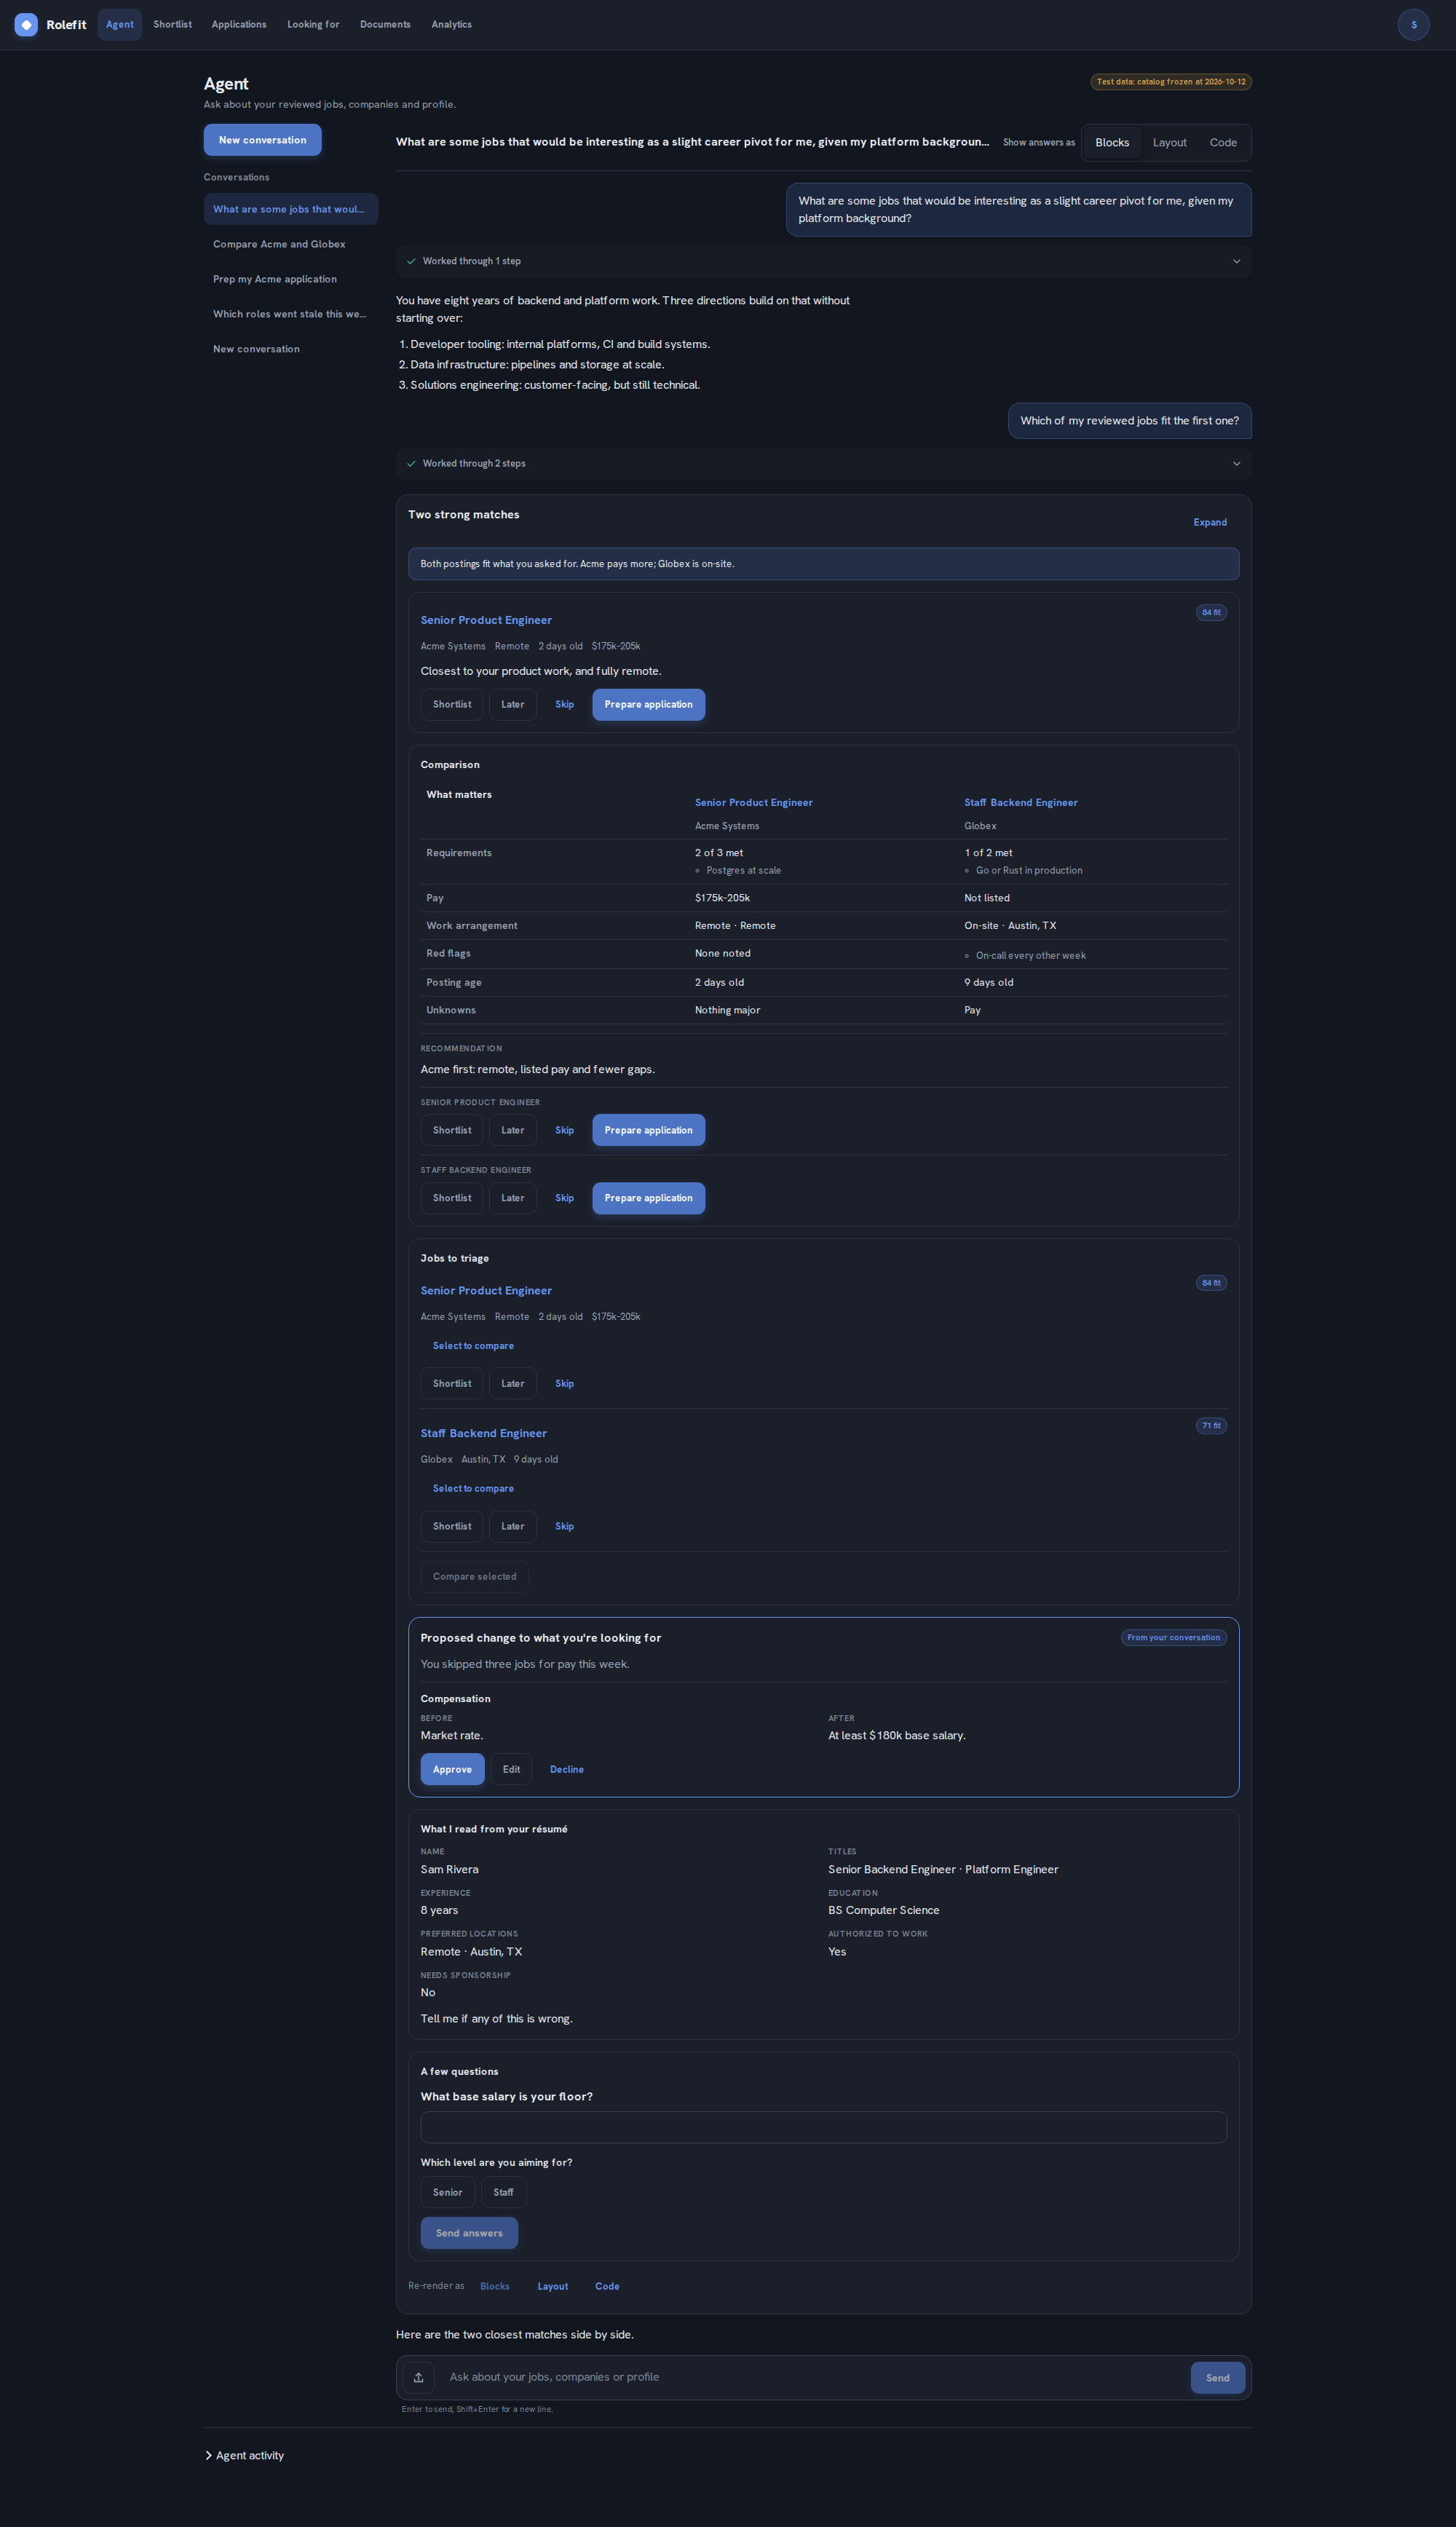 Rolefit
Agent
Shortlist
Applications
Looking for
Documents
Analytics
S
Agent
Test data: catalog frozen at 2026-10-12
Ask about your reviewed jobs, companies and profile.
New conversation
What are some jobs that would be interesting as a slight career pivot for me, given my platform backgroun...
Show answers as
Blocks
Layout
Code
Conversations
What are some jobs that woul...
Compare Acme and Globex
Prep my Acme application
Which roles went stale this we...
New conversation
What are some jobs that would be interesting as a slight career pivot for me, given my
platform background?
Worked through 1 step
You have eight years of backend and platform work. Three directions build on that without
starting over:
1. Developer tooling: internal platforms, CI and build systems.
2. Data infrastructure: pipelines and storage at scale.
3. Solutions engineering: customer-facing, but still technical.
Which of my reviewed jobs fit the first one?
Worked through 2 steps
Two strong matches
Expand
Both postings fit what you asked for. Acme pays more; Globex is on-site.
Senior Product Engineer
84 fit
Acme Systems Remote 2 days old $175k–205k
Closest to your product work, and fully remote.
Shortlist Later Skip Prepare application
Comparison
What matters
Senior Product Engineer
Staff Backend Engineer
Acme Systems
Globex
Requirements
2 of 3 met
1 of 2 met
Postgres at scale
Go or Rust in production
Pay
$175k–205k
Not listed
Work arrangement
Remote · Remote
On-site · Austin, TX
Red flags
None noted
On-call every other week
Posting age
2 days old
9 days old
Unknowns
Nothing major
Pay
RECOMMENDATION
Acme first: remote, listed pay and fewer gaps.
SENIOR PRODUCT ENGINEER
Shortlist Later Skip Prepare application
STAFF BACKEND ENGINEER
Shortlist Later Skip Prepare application
Jobs to triage
Senior Product Engineer
84 fit
Acme Systems Remote 2 days old $175k–205k
Select to compare
Shortlist Later Skip
Staff Backend Engineer
71 fit
Globex Austin, TX 9 days old
Select to compare
Shortlist Later Skip
Compare selected
Proposed change to what you're looking for
From your conversation
You skipped three jobs for pay this week.
Compensation
BEFORE
AFTER
Market rate.
At least $180k base salary.
Approve Edit Decline
What I read from your résumé
NAME
TITLES
Sam Rivera
Senior Backend Engineer · Platform Engineer
EXPERIENCE
EDUCATION
8 years
BS Computer Science
PREFERRED LOCATIONS
AUTHORIZED TO WORK
Remote · Austin, TX
Yes
NEEDS SPONSORSHIP
No
Tell me if any of this is wrong.
A few questions
What base salary is your floor?
Which level are you aiming for?
Senior Staff
Send answers
Re-render as Blocks Layout Code
Here are the two closest matches side by side.
Ask about your jobs, companies or profile
Send
Enter to send, Shift+Enter for a new line.
Agent activity